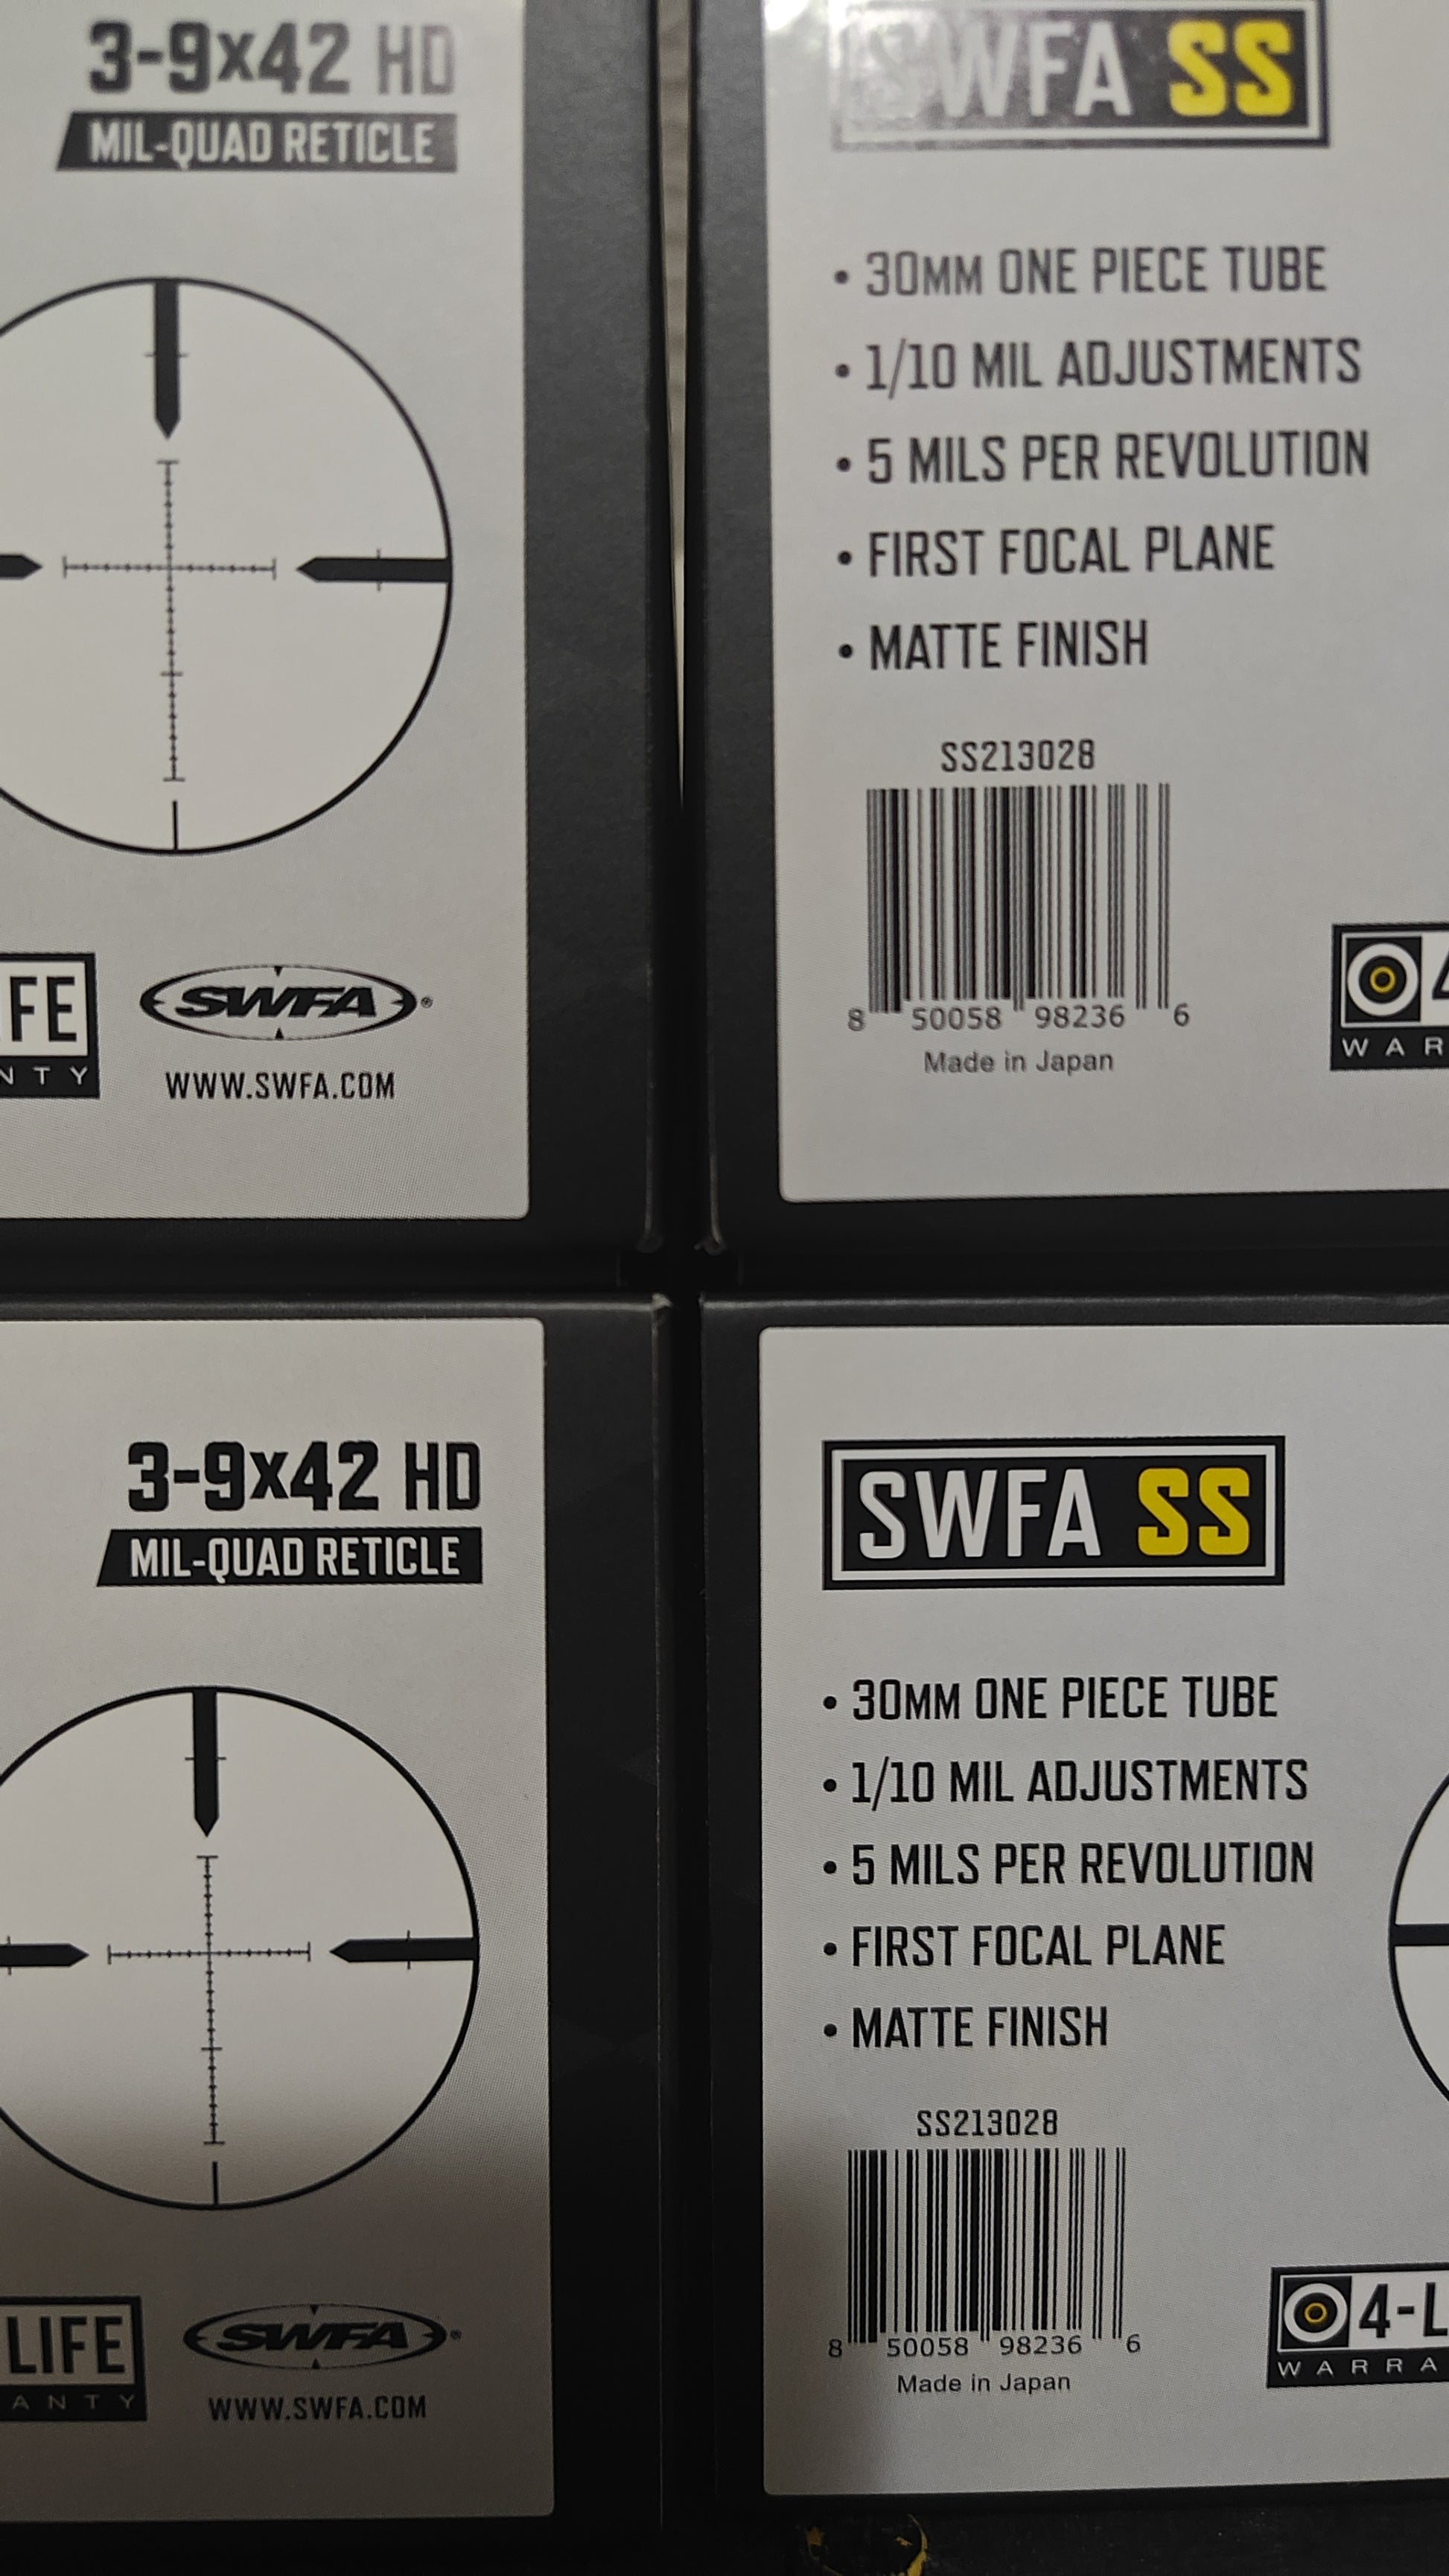 3-9x42 HD
MIL-QUAD RETICLE
FE
NTY
SWFA®
WWW.SWFA.COM
SWFA SS
• 30MM ONE PIECE TUBE
• 1/10 MIL ADJUSTMENTS
• 5 MILS PER REVOLUTION
• FIRST FOCAL PLANE
• MATTE FINISH
SS213028
8 50058 98236 6
Made in Japan
4
WAR
3-9x42 HD
MIL-QUAD RETICLE
LIFE
ANTY
SWFA®
WWW.SWFA.COM
SWFA SS
• 30MM ONE PIECE TUBE
• 1/10 MIL ADJUSTMENTS
• 5 MILS PER REVOLUTION
• FIRST FOCAL PLANE
• MATTE FINISH
SS213028
8 50058 98236 6
Made in Japan
4-L
WARRA